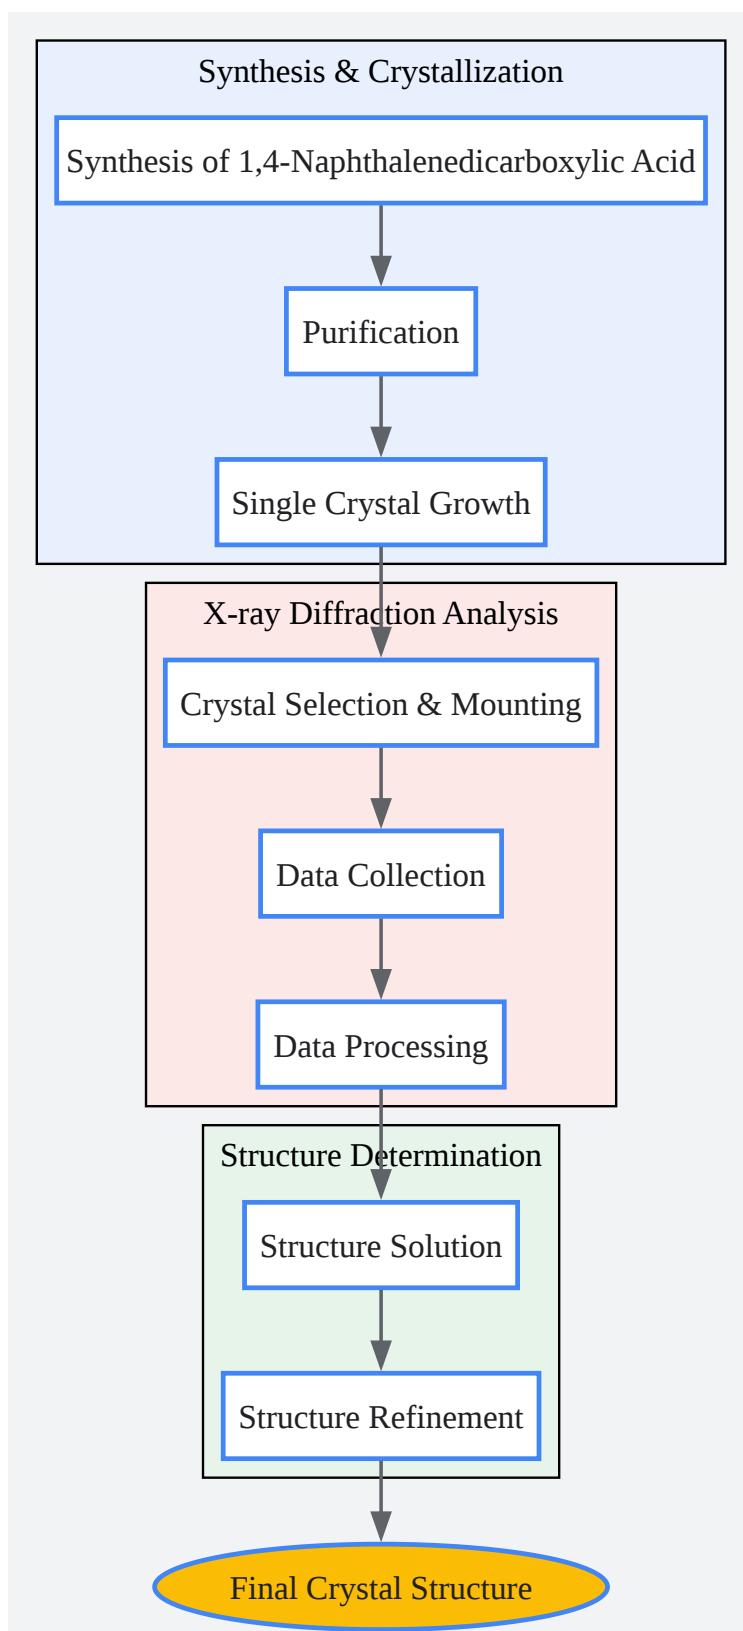 Synthesis & Crystallization
Synthesis of 1,4-Naphthalenedicarboxylic Acid
Purification
Single Crystal Growth
X-ray Diffraction Analysis
Crystal Selection & Mounting
Data Collection
Data Processing
Structure Determination
Structure Solution
Structure Refinement
Final Crystal Structure